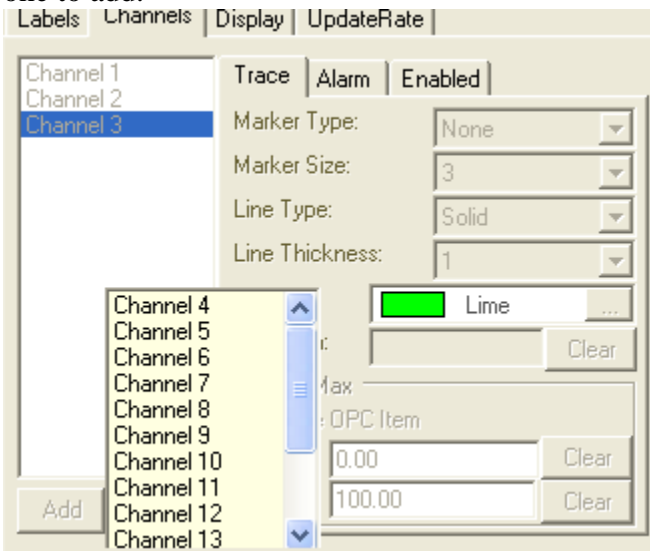 Labels Channels Display UpdateRate
Channel 1
Channel 2
Channel 3
Trace Alarm Enabled
Marker Type: None
Marker Size: 3
Line Type: Solid
Line Thickness: 1
Lime ...
Clear
Max
OPC Item
0.00 Clear
100.00 Clear
Add
Channel 4
Channel 5
Channel 6
Channel 7
Channel 8
Channel 9
Channel 10
Channel 11
Channel 12
Channel 13